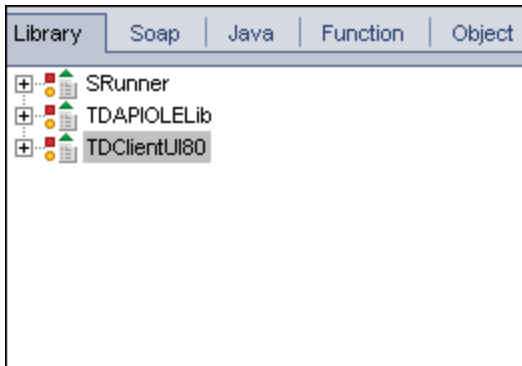 Library Soap Java Function Object
SRunner
TDAPIOLELib
TDClientUI80